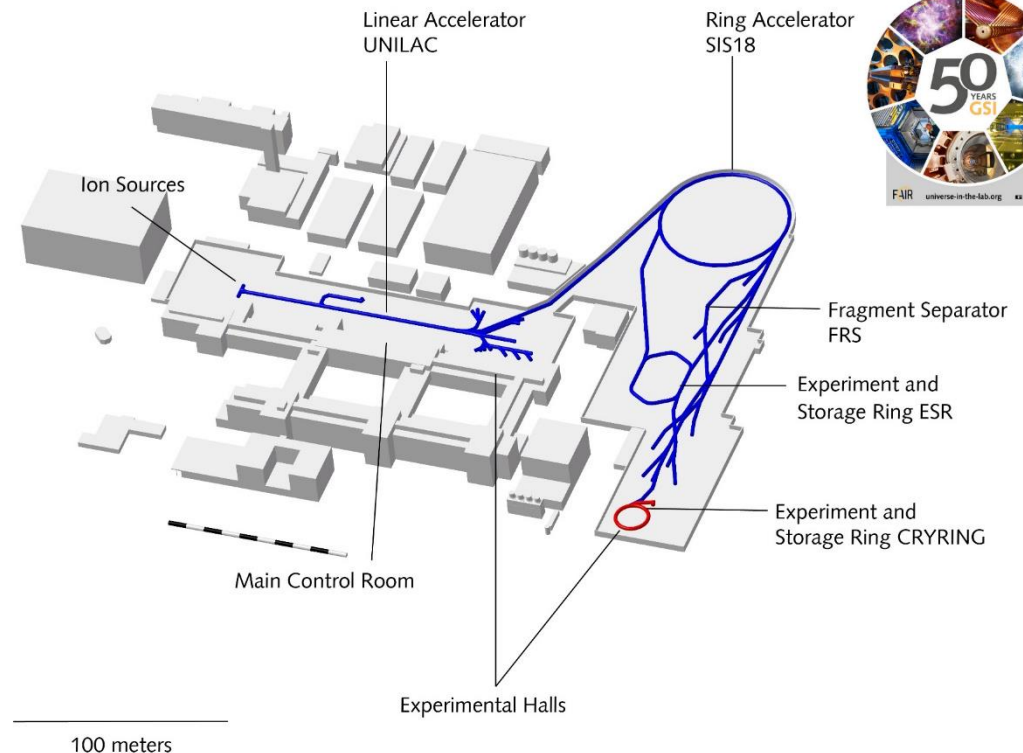 Linear Accelerator
UNILAC
Ring Accelerator
SIS18
50
YEARS
GSI
FAIR
universe-in-the-lab.org
Ion Sources
Fragment Separator
FRS
Experiment and
Storage Ring ESR
Experiment and
Storage Ring CRYRING
Main Control Room
Experimental Halls
100 meters